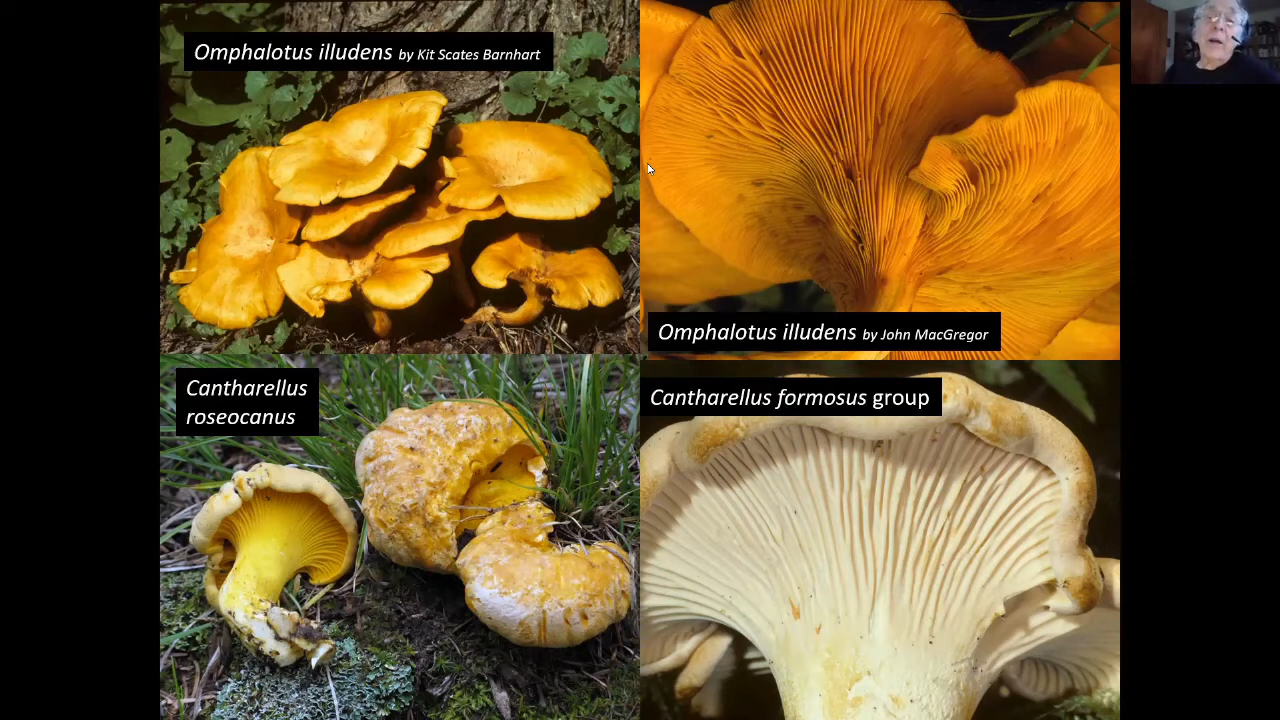 Omphalotus illudens by Kit Scates Barnhart
Omphalotus illudens by John MacGregor
Cantharellus
roseocanus
Cantharellus formosus group